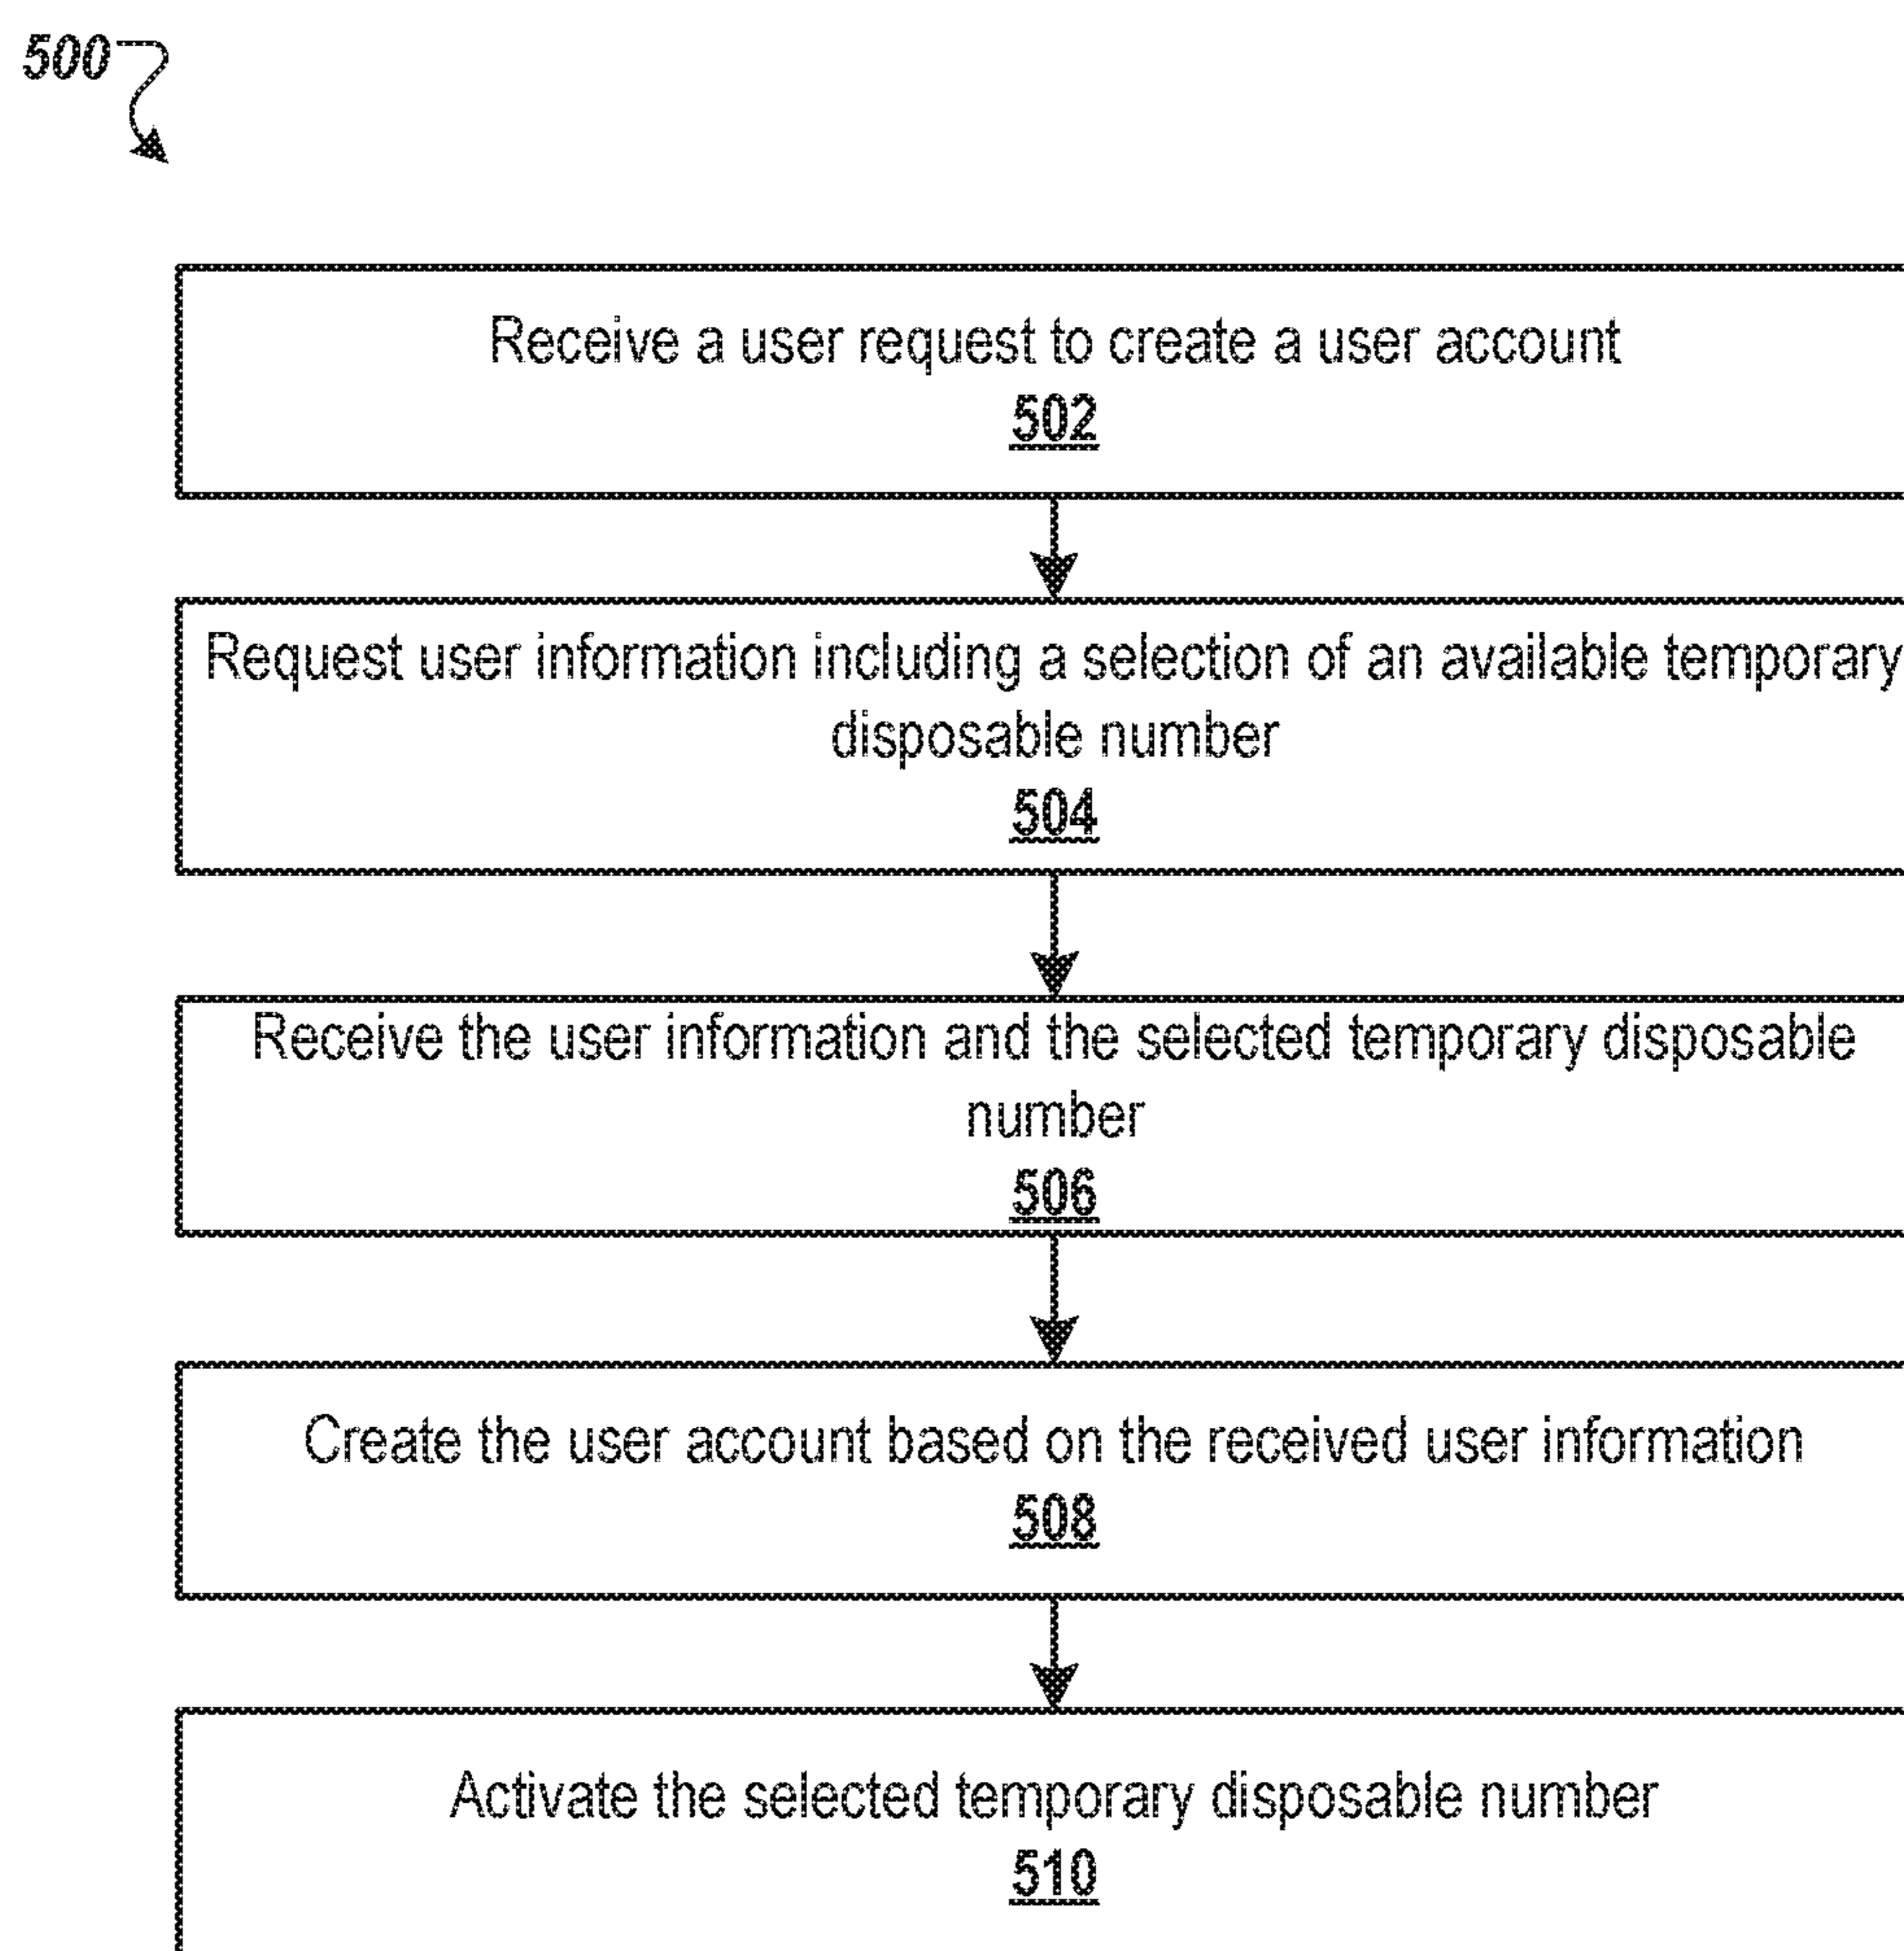 500
Receive a user request to create a user account
502
Request user information including a selection of an available temporary
disposable number
504
Receive the user information and the selected temporary disposable
number
506
Create the user account based on the received user information
508
Activate the selected temporary disposable number
510